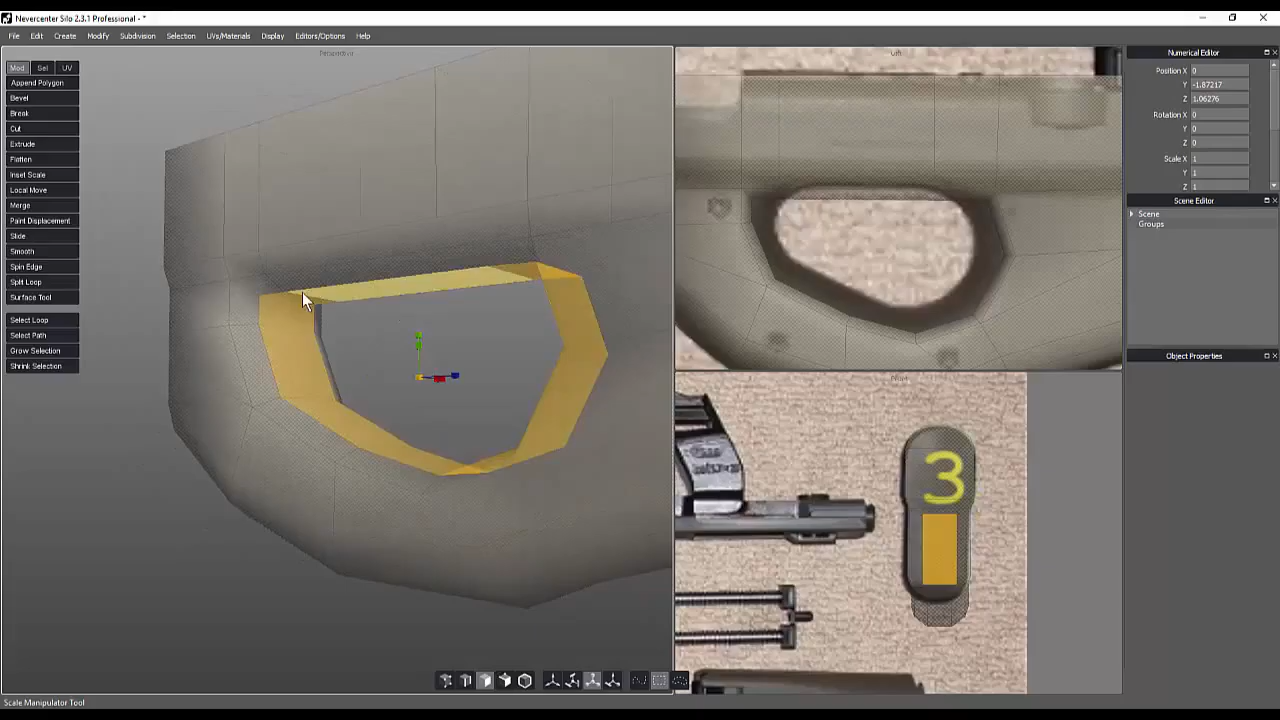 Nevercenter Silo 2.3.1 Professional - *
File Edit Create Modify Subdivision Selection UVs/Materials Display Editors/Options Help
Perspective
Left
Numerical Editor
Mod Sel UV
Position X 0
Append Polygon
Y -1.87217
Bevel
Z 1.06276
Break
Rotation X 0
Cut
Y 0
Extrude
Z 0
Flatten
Scale X 1
Inset Scale
Y 1
Local Move
Z 1
Merge
Scene Editor
Paint Displacement
Scene
Slide
Groups
Smooth
Spin Edge
Split Loop
Surface Tool
Select Loop
Select Path
Object Properties
Grow Selection
Shrink Selection
Front
3
Scale Manipulator Tool